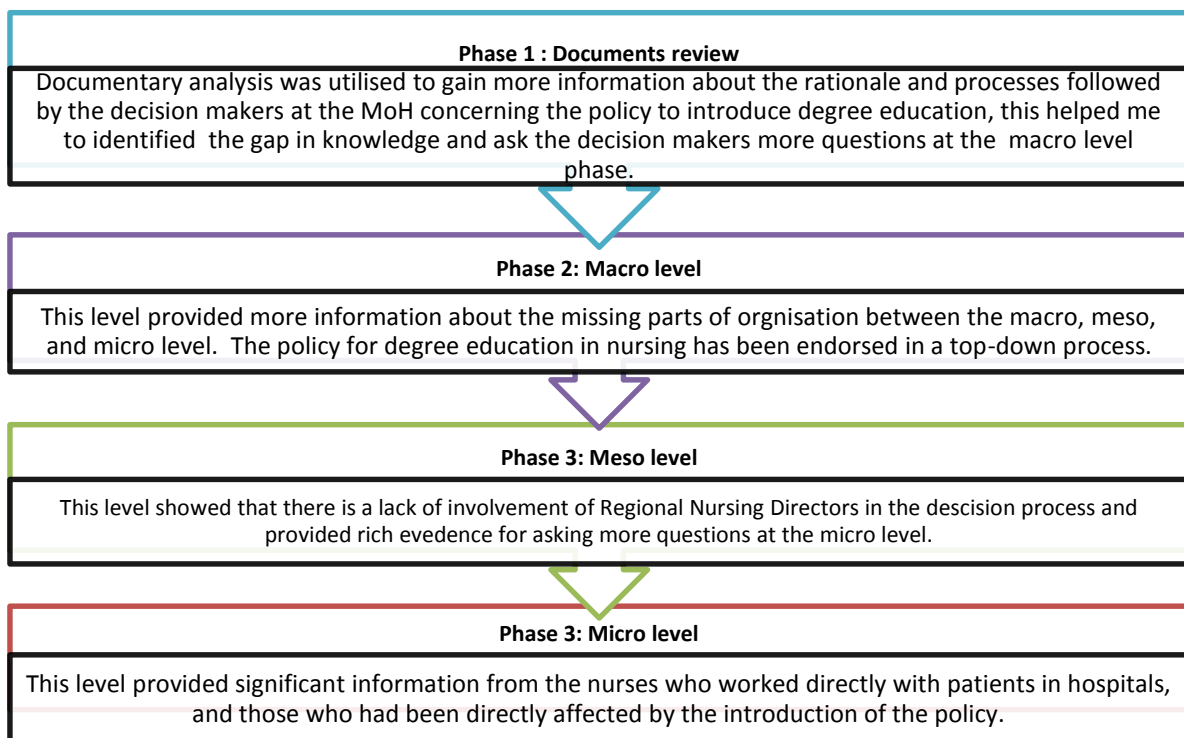 Phase 1 : Documents review
Documentary analysis was utilised to gain more information about the rationale and processes followed
by the decision makers at the MoH concerning the policy to introduce degree education, this helped me
to identified the gap in knowledge and ask the decision makers more questions at the macro level
phase.
Phase 2: Macro level
This level provided more information about the missing parts of orgnisation between the macro, meso,
and micro level. The policy for degree education in nursing has been endorsed in a top-down process.
Phase 3: Meso level
This level showed that there is a lack of involvement of Regional Nursing Directors in the descision process and
provided rich evedence for asking more questions at the micro level.
Phase 3: Micro level
This level provided significant information from the nurses who worked directly with patients in hospitals,
and those who had been directly affected by the introduction of the policy.